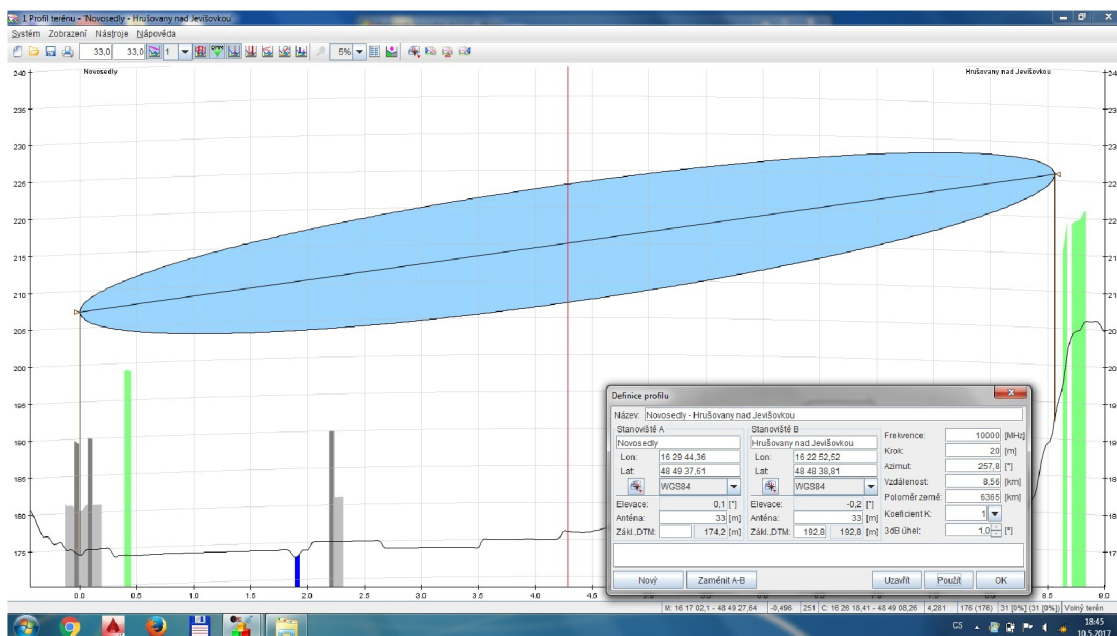 1 Profil terénu - "Novosedly - Hrušovany nad Jevišovkou"
Systém Zobrazení Nástroje Nápověda
33,0 33,0 1 5%
240 Novosedly Hrušovany nad Jevišovkou
235
230
225
220
215
210
205
200
195
190
185
180
175
0.0 0.5 1.0 1.5 2.0 2.5 3.0 3.5 4.0 4.5 8.5 9.0
Definice profilu
Název: Novosedly - Hrušovany nad Jevišovkou
Stanoviště A Stanoviště B
Novosedly Hrušovany nad Jevišovkou
Lon: 16 29 44,36 Lon: 16 22 52,52
Lat: 48 49 37,61 Lat: 48 48 38,81
WGS84 WGS84
Elevace: 0,1 [°] Elevace: -0,2 [°]
Anténa: 33 [m] Anténa: 33 [m]
Zákl.,DTM: 174,2 [m] Zákl.,DTM: 192,8 192,8 [m]
Frekvence: 10000 [MHz]
Krok: 20 [m]
Azimut: 257,8 [°]
Vzdálenost: 8,56 [km]
Poloměr země: 6365 [km]
Koeficient K: 1
3dB úhel: 1,0 [°]
Nový Zaměnit A-B Uzavřít Použít OK
M: 16 17 02,1 - 48 49 27,64 -0,496 251 C: 16 26 18,41 - 48 49 08,26 4,281 176 (176) 31 [0%] (31 [0%]) Volný terén
CS 18:45
10.5.2017